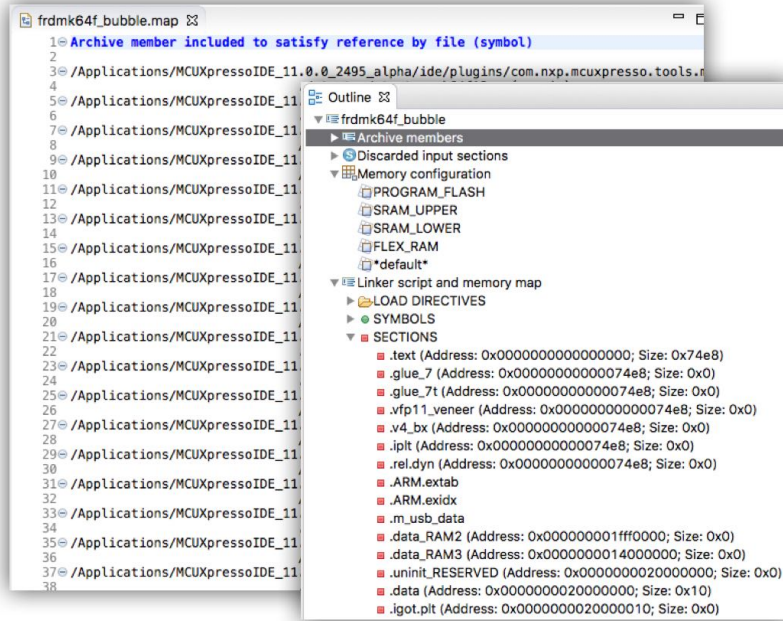 frdmk64f_bubble.map
1 Archive member included to satisfy reference by file (symbol)
2
3 /Applications/MCUXpressoIDE_11.0.0_2495_alpha/ide/plugins/com.nxp.mcuxpresso.tools.
4
5 /Applications/MCUXpressoIDE_11.
6
7 /Applications/MCUXpressoIDE_11.
8
9 /Applications/MCUXpressoIDE_11.
10
11 /Applications/MCUXpressoIDE_11.
12
13 /Applications/MCUXpressoIDE_11.
14
15 /Applications/MCUXpressoIDE_11.
16
17 /Applications/MCUXpressoIDE_11.
18
19 /Applications/MCUXpressoIDE_11.
20
21 /Applications/MCUXpressoIDE_11.
22
23 /Applications/MCUXpressoIDE_11.
24
25 /Applications/MCUXpressoIDE_11.
26
27 /Applications/MCUXpressoIDE_11.
28
29 /Applications/MCUXpressoIDE_11.
30
31 /Applications/MCUXpressoIDE_11.
32
33 /Applications/MCUXpressoIDE_11.
34
35 /Applications/MCUXpressoIDE_11.
36
37 /Applications/MCUXpressoIDE_11.
38
Outline
frdmk64f_bubble
Archive members
Discarded input sections
Memory configuration
PROGRAM_FLASH
SRAM_UPPER
SRAM_LOWER
FLEX_RAM
*default*
Linker script and memory map
LOAD DIRECTIVES
SYMBOLS
SECTIONS
.text (Address: 0x0000000000000000; Size: 0x74e8)
.glue_7 (Address: 0x00000000000074e8; Size: 0x0)
.glue_7t (Address: 0x00000000000074e8; Size: 0x0)
.vfp11_veneer (Address: 0x00000000000074e8; Size: 0x0)
.v4_bx (Address: 0x00000000000074e8; Size: 0x0)
.iplt (Address: 0x00000000000074e8; Size: 0x0)
.rel.dyn (Address: 0x00000000000074e8; Size: 0x0)
.ARM.extab
.ARM.exidx
.m_usb_data
.data_RAM2 (Address: 0x000000001fff0000; Size: 0x0)
.data_RAM3 (Address: 0x0000000014000000; Size: 0x0)
.uninit_RESERVED (Address: 0x0000000020000000; Size: 0x0)
.data (Address: 0x0000000020000000; Size: 0x10)
.igot.plt (Address: 0x0000000020000010; Size: 0x0)